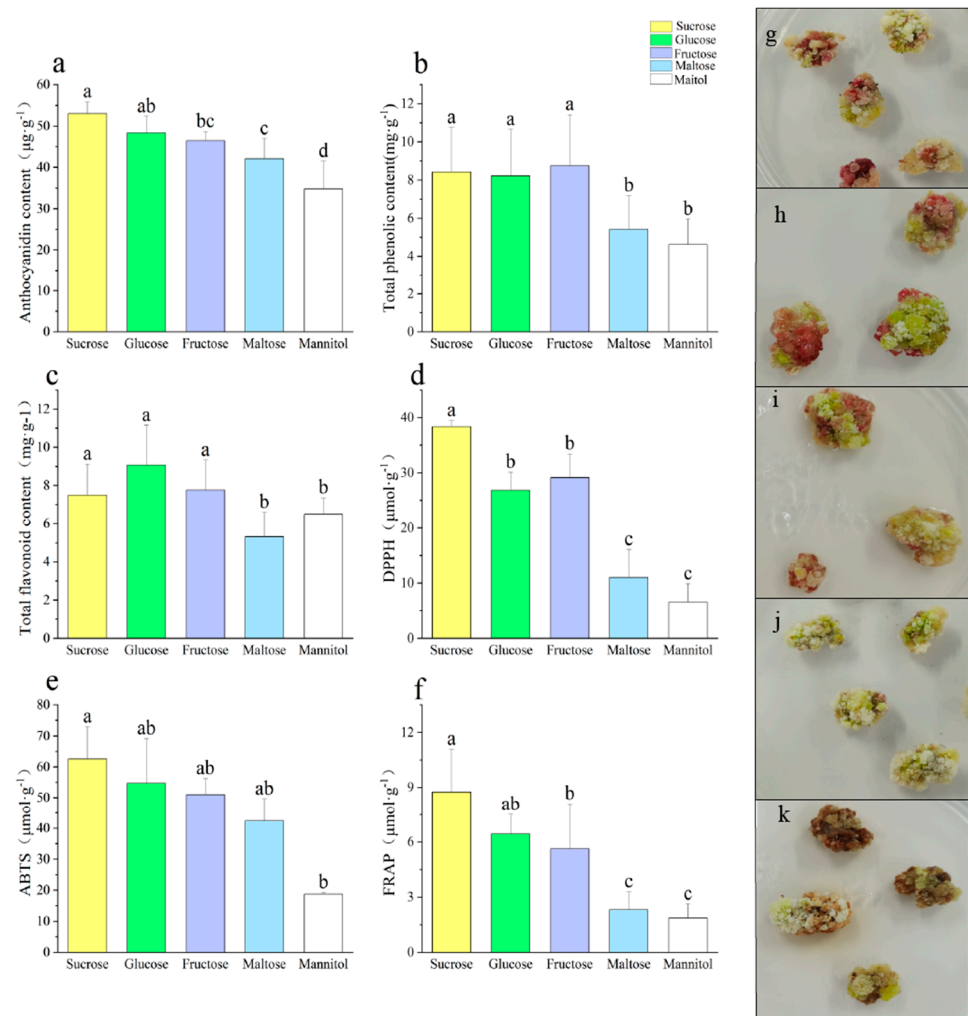 Sucrose
Glucose
Fructose
Maltose
Maitol
a
Anthocyanidin content（μg·g⁻¹）
60
50
40
30
20
10
0
a
ab
bc
c
d
Sucrose Glucose Fructose Maltose Mannitol
b
Total phenolic content(mg·g⁻¹)
12
10
8
6
4
2
0
a
a
a
b
b
Sucrose Glucose Fructose Maltose Mannitol
c
Total flavonoid content（mg·g-1）
12
10
8
6
4
2
0
a
a
a
b
b
Sucrose Glucose Fructose Maltose Mannitol
d
DPPH（μmol·g⁻¹）
40
30
20
10
0
a
b
b
c
c
Sucrose Glucose Fructose Maltose Mannitol
e
ABTS（μmol·g⁻¹）
80
70
60
50
40
30
20
10
0
a
ab
ab
ab
b
Sucrose Glucose Fructose Maltose Mannitol
f
FRAP（μmol·g⁻¹）
12
9
6
3
0
a
ab
b
c
c
Sucrose Glucose Fructose Maltose Mannitol
g
h
i
j
k